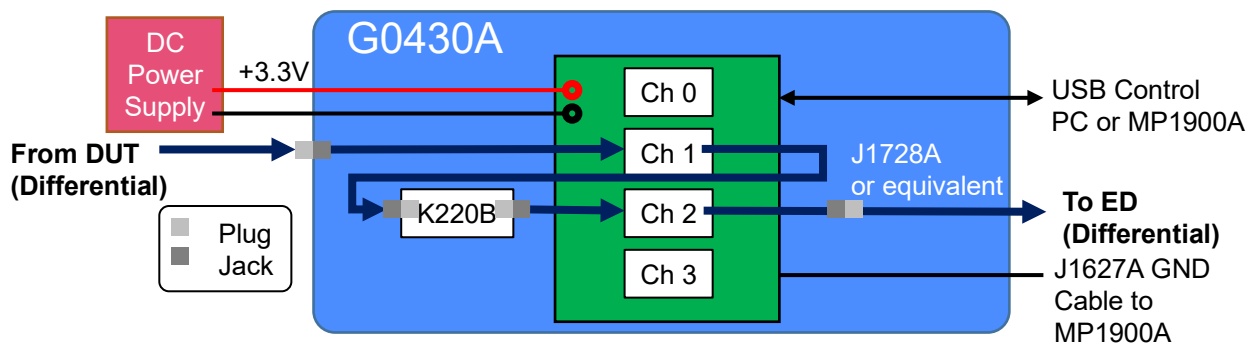 G0430A
DC
Power
Supply
+3.3V
Ch 0
USB Control
PC or MP1900A
From DUT
(Differential)
Ch 1
J1728A
or equivalent
K220B
Ch 2
To ED
(Differential)
Plug
Jack
Ch 3
J1627A GND
Cable to
MP1900A